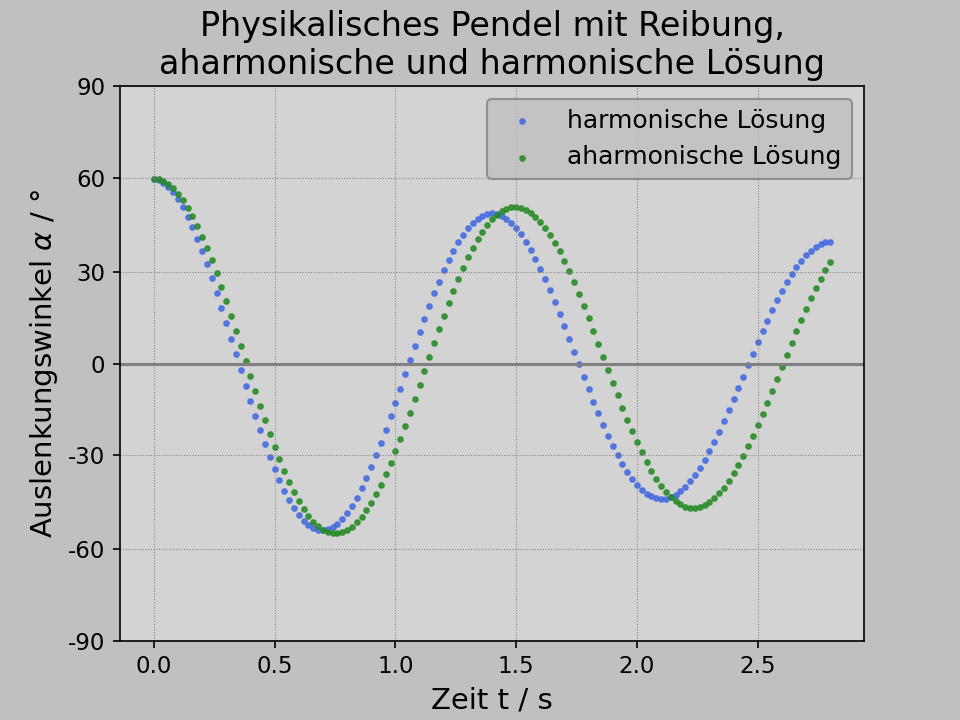 Physikalisches Pendel mit Reibung,
aharmonische und harmonische Lösung
harmonische Lösung
aharmonische Lösung
Auslenkungswinkel α / °
90
60
30
0
-30
-60
-90
0.0 0.5 1.0 1.5 2.0 2.5
Zeit t / s